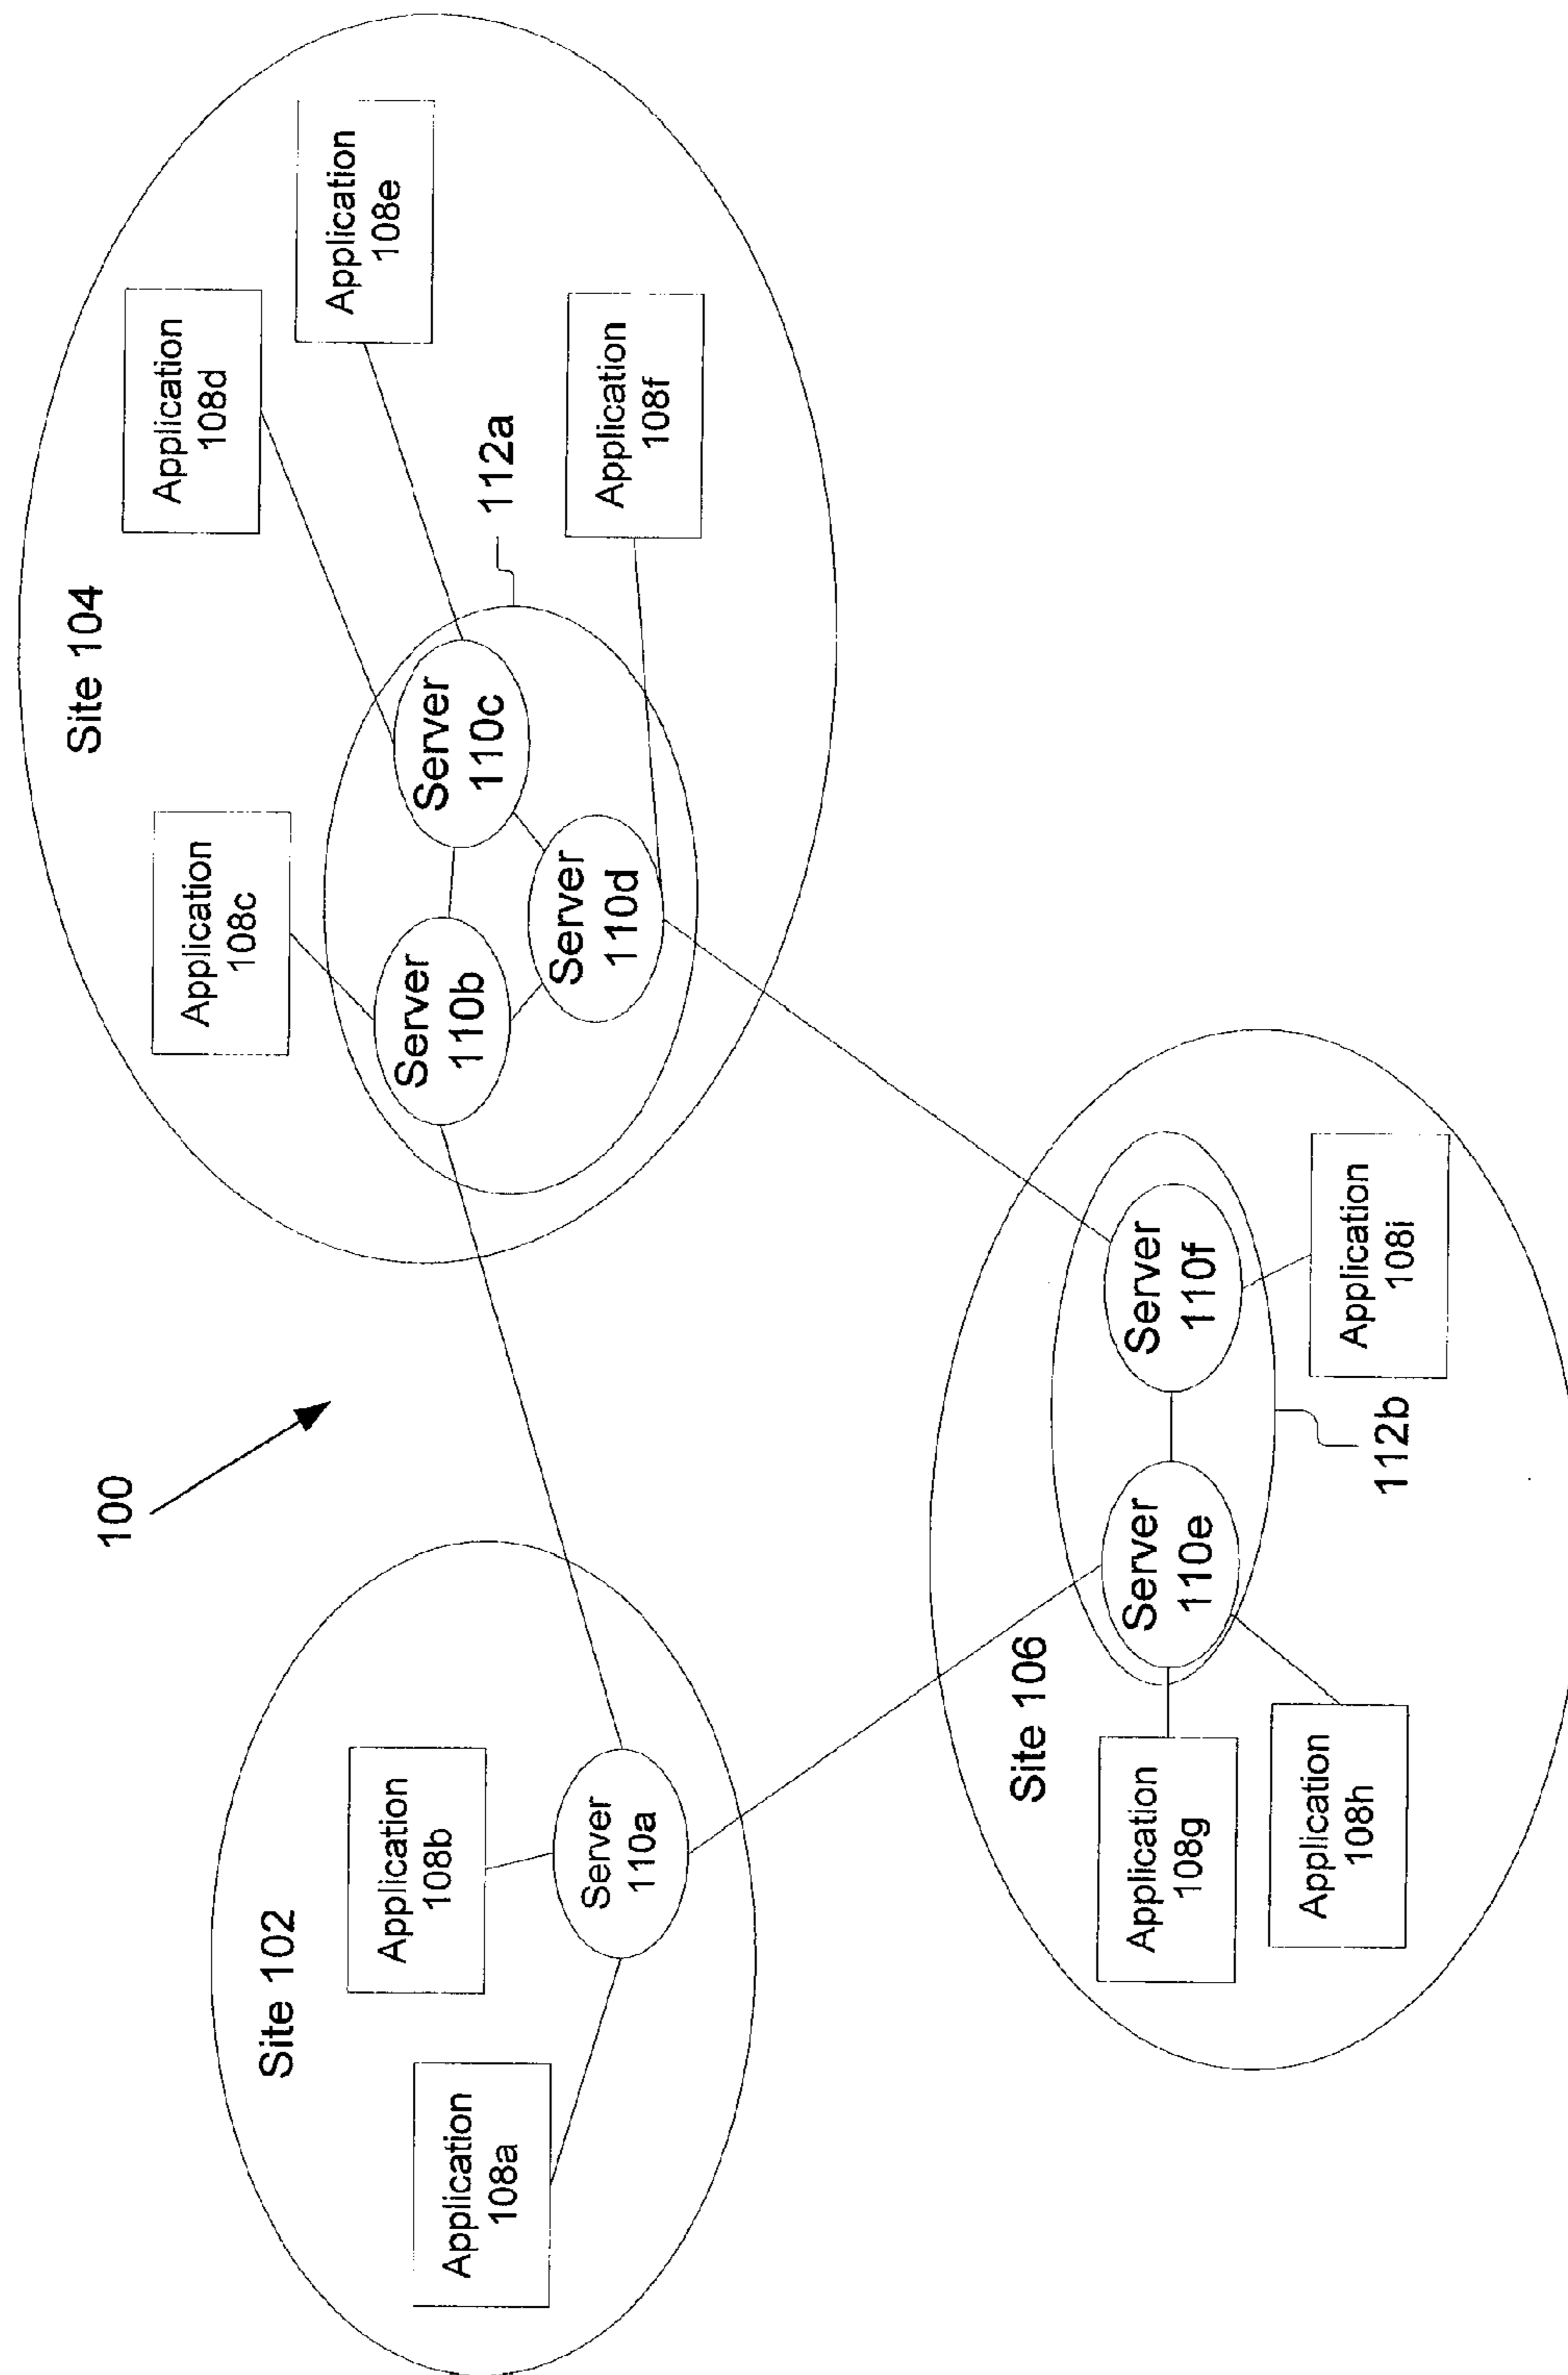 100
Site 102
Application
108a
Application
108b
Server
110a
Site 104
Application
108c
Application
108d
Application
108e
Application
108f
Server
110b
Server
110c
Server
110d
112a
Site 106
Application
108g
Application
108h
Server
110e
Server
110f
Application
108i
112b